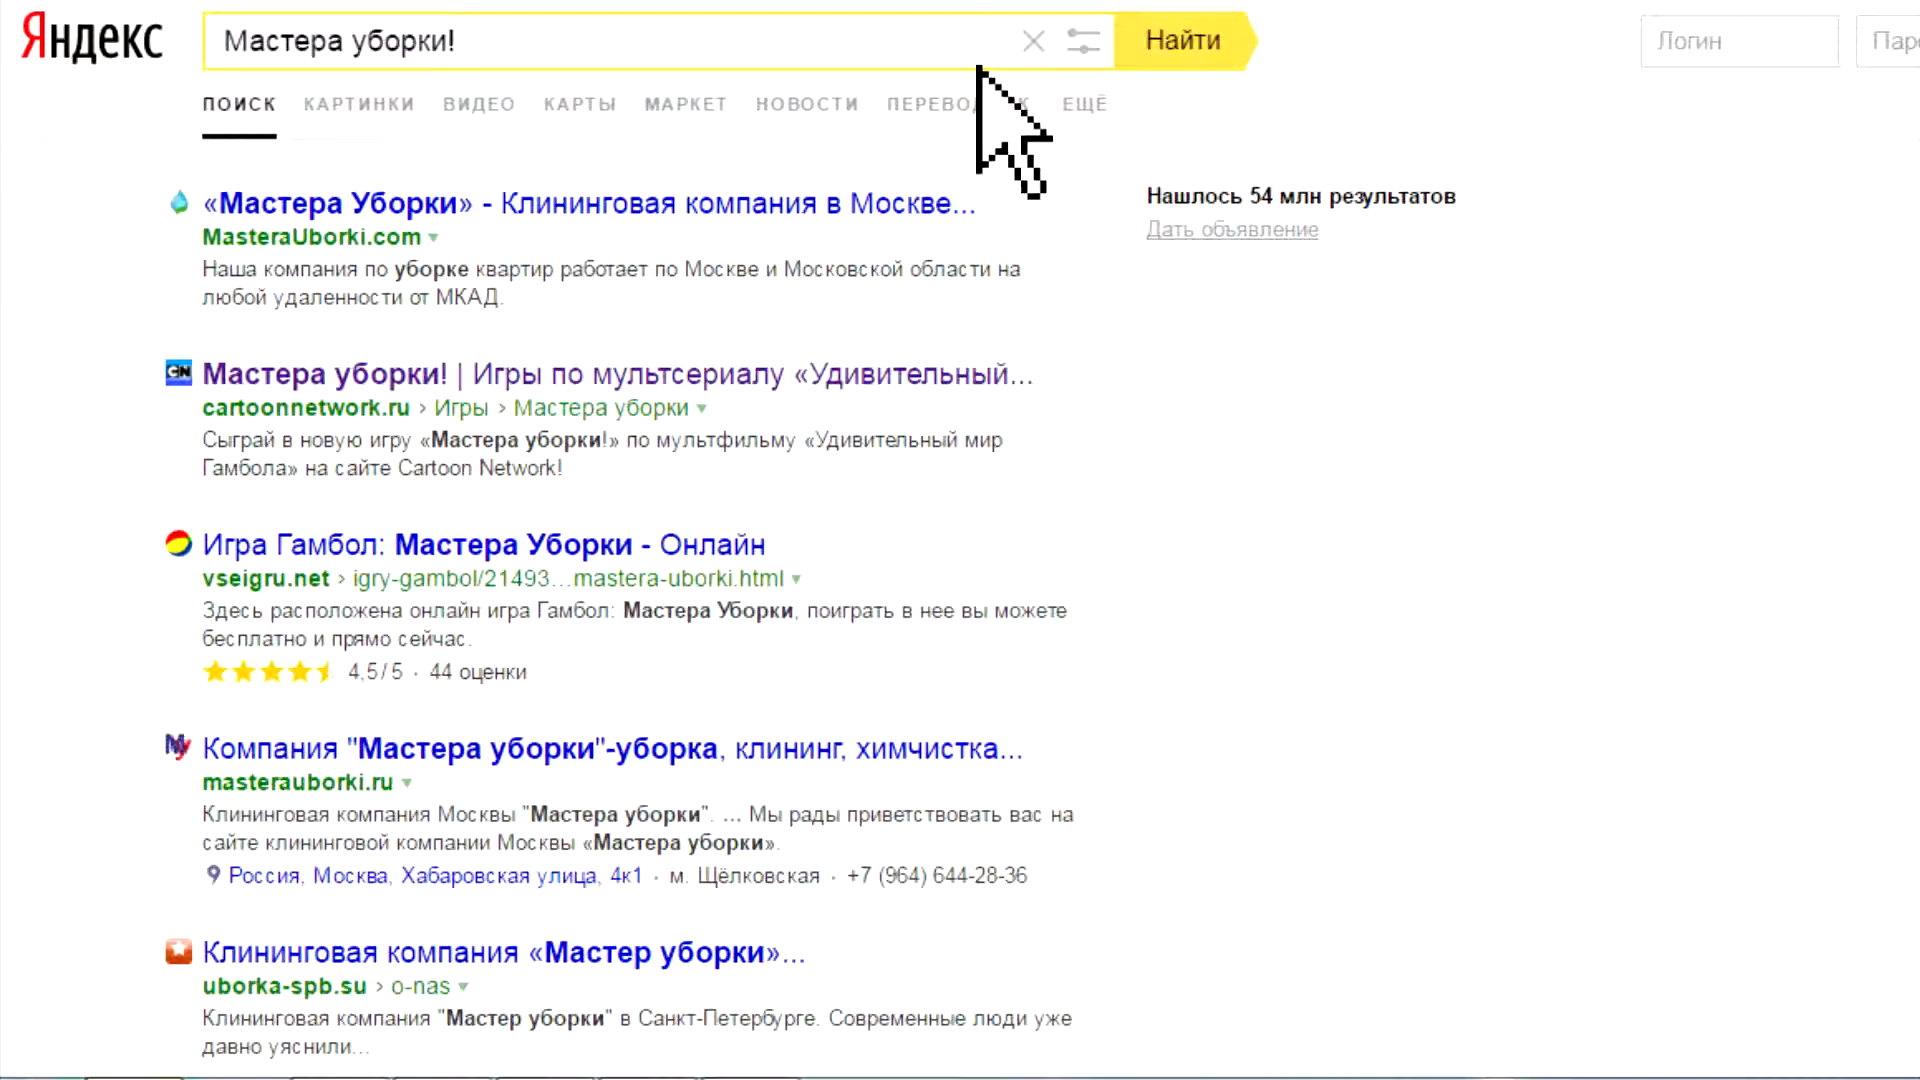 Яндекс
Мастера уборки!
Найти
Логин
ПОИСК КАРТИНКИ ВИДЕО КАРТЫ МАРКЕТ НОВОСТИ ЕЩЁ
«Мастера Уборки» - Клининговая компания в Москве...
MasteraUborki.com
Наша компания по уборке квартир работает по Москве и Московской области на
любой удаленности от МКАД.
Нашлось 54 млн результатов
Дать объявление
CN
Мастера уборки! | Игры по мультсериалу «Удивительный...
cartoonnetwork.ru › Игры › Мастера уборки
Сыграй в новую игру «Мастера уборки!» по мультфильму «Удивительный мир
Гамбола» на сайте Cartoon Network!
Игра Гамбол: Мастера Уборки - Онлайн
vseigru.net › igry-gambol/21493...mastera-uborki.html
Здесь расположена онлайн игра Гамбол: Мастера Уборки, поиграть в нее вы можете
бесплатно и прямо сейчас.
4,5/5 · 44 оценки
Компания "Мастера уборки"-уборка, клининг, химчистка...
masterauborki.ru
Клининговая компания Москвы "Мастера уборки". ... Мы рады приветствовать вас на
сайте клининговой компании Москвы «Мастера уборки».
Россия, Москва, Хабаровская улица, 4к1 · м. Щёлковская · +7 (964) 644-28-36
Клининговая компания «Мастер уборки»...
uborka-spb.su › o-nas
Клининговая компания "Мастер уборки" в Санкт-Петербурге. Современные люди уже
давно уяснили...